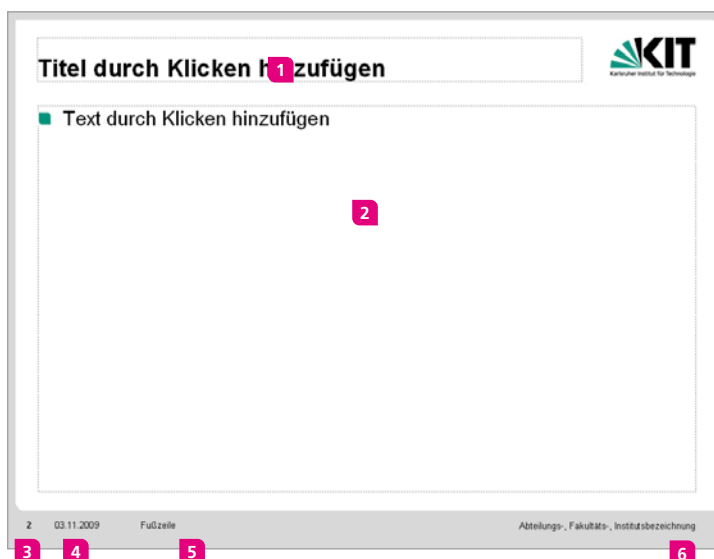 KIT
Karlsruher Institut für Technologie
Titel durch Klicken h 1 zufügen
Text durch Klicken hinzufügen
2
2 03.11.2009 Fußzeile Abteilungs-, Fakultäts-, Institutsbezeichnung
3 4 5 6